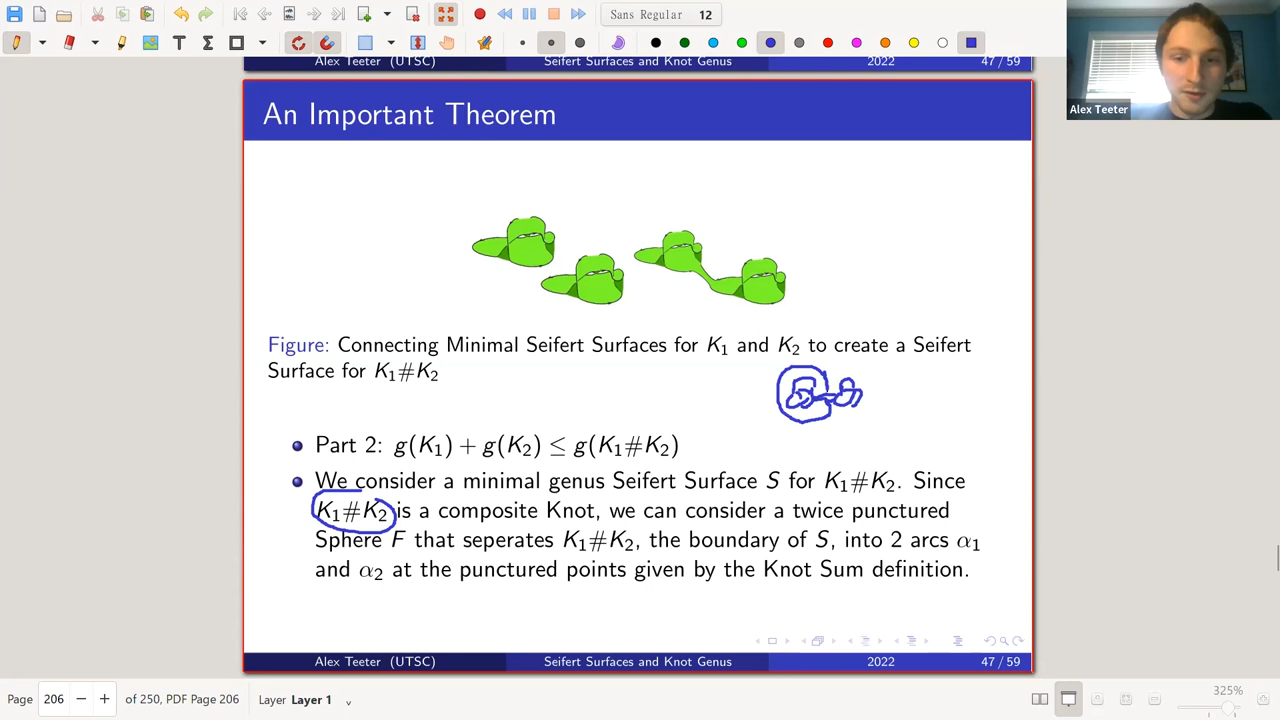 Sans Regular 12
Alex Teeter (UTSC) Seifert Surfaces and Knot Genus 2022 47 / 59
Alex Teeter
An Important Theorem
Figure: Connecting Minimal Seifert Surfaces for K₁ and K₂ to create a Seifert
Surface for K₁#K₂
Part 2: g(K₁) + g(K₂) ≤ g(K₁#K₂)
We consider a minimal genus Seifert Surface S for K₁#K₂. Since
K₁#K₂ is a composite Knot, we can consider a twice punctured
Sphere F that seperates K₁#K₂, the boundary of S, into 2 arcs α₁
and α₂ at the punctured points given by the Knot Sum definition.
Alex Teeter (UTSC) Seifert Surfaces and Knot Genus 2022 47 / 59
Page 206 of 250, PDF Page 206 Layer Layer 1
325%